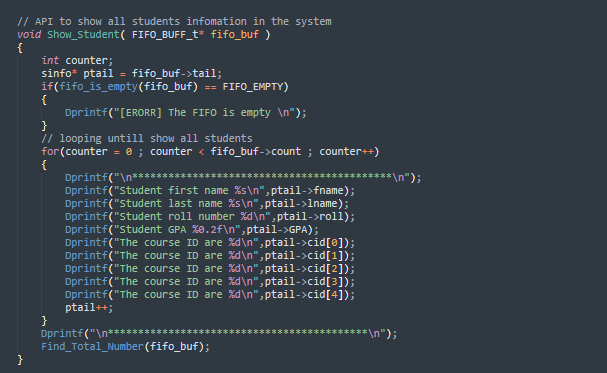 // API to show all students infomation in the system
void Show_Student( FIFO_BUFF_t* fifo_buf )
{
int counter;
sinfo* ptail = fifo_buf->tail;
if(fifo_is_empty(fifo_buf) == FIFO_EMPTY)
{
Dprintf("[ERORR] The FIFO is empty \n");
}
// looping untill show all students
for(counter = 0 ; counter < fifo_buf->count ; counter++)
{
Dprintf("\n*******************************************\n");
Dprintf("Student first name %s\n",ptail->fname);
Dprintf("Student last name %s\n",ptail->lname);
Dprintf("Student roll number %d\n",ptail->roll);
Dprintf("Student GPA %0.2f\n",ptail->GPA);
Dprintf("The course ID are %d\n",ptail->cid[0]);
Dprintf("The course ID are %d\n",ptail->cid[1]);
Dprintf("The course ID are %d\n",ptail->cid[2]);
Dprintf("The course ID are %d\n",ptail->cid[3]);
Dprintf("The course ID are %d\n",ptail->cid[4]);
ptail++;
}
Dprintf("\n*******************************************\n");
Find_Total_Number(fifo_buf);
}